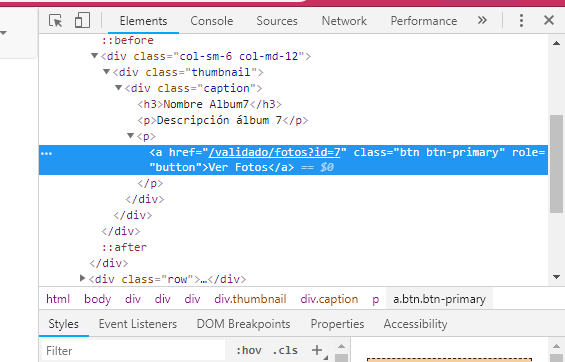 Elements Console Sources Network Performance »
::before
▼<div class="col-sm-6 col-md-12">
▼<div class="thumbnail">
▼<div class="caption">
<h3>Nombre Album7</h3>
<p>Descripción álbum 7</p>
▼<p>
… <a href="/validado/fotos?id=7" class="btn btn-primary" role=
"button">Ver Fotos</a> == $0
</p>
</div>
</div>
</div>
::after
</div>
▶<div class="row">…</div>
html body div div div div.thumbnail div.caption p a.btn.btn-primary
Styles Event Listeners DOM Breakpoints Properties Accessibility
Filter :hov .cls +